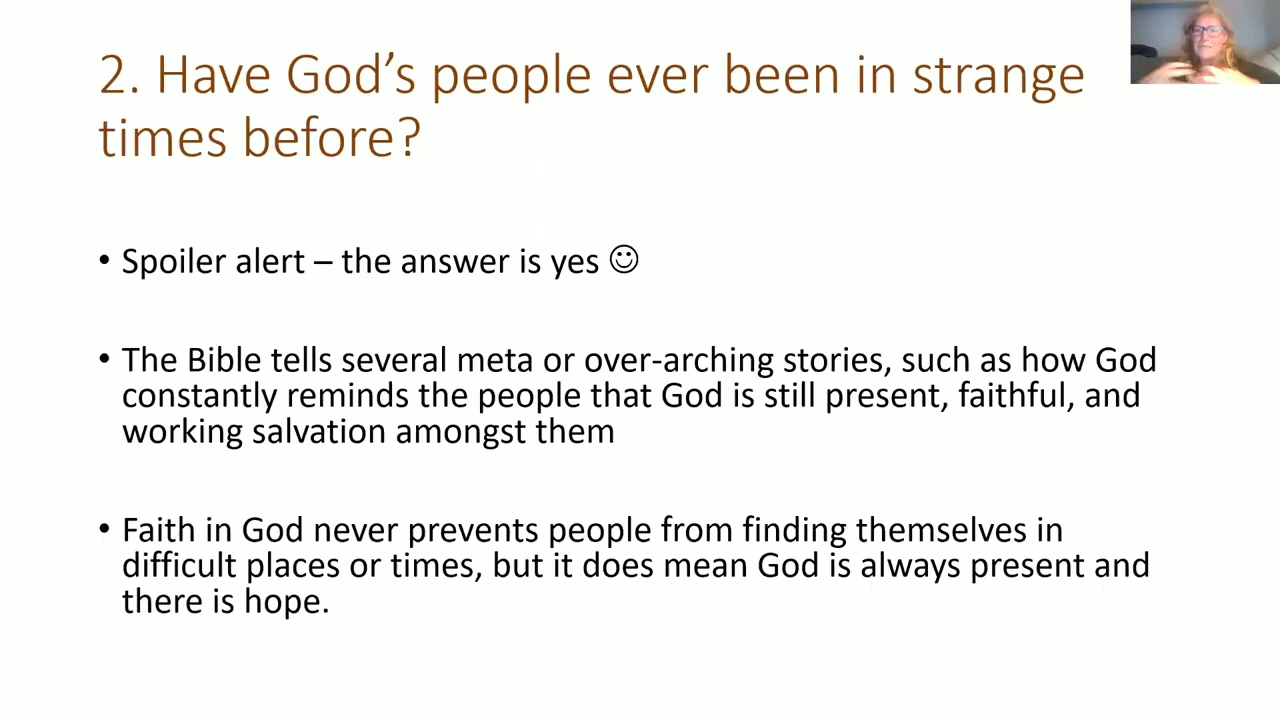 2. Have God’s people ever been in strange
times before?
• Spoiler alert – the answer is yes ☺
• The Bible tells several meta or over-arching stories, such as how God
constantly reminds the people that God is still present, faithful, and
working salvation amongst them
• Faith in God never prevents people from finding themselves in
difficult places or times, but it does mean God is always present and
there is hope.